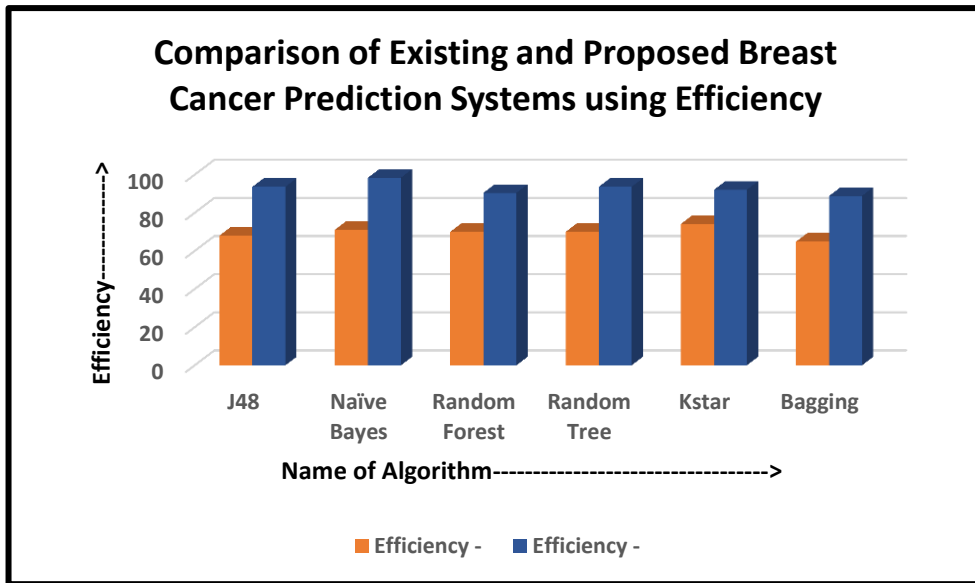 Comparison of Existing and Proposed Breast
Cancer Prediction Systems using Efficiency
Efficiency-------------->
100
80
60
40
20
0
J48 Naïve Bayes Random Forest Random Tree Kstar Bagging
Name of Algorithm---------------------------------->
Efficiency - Efficiency -